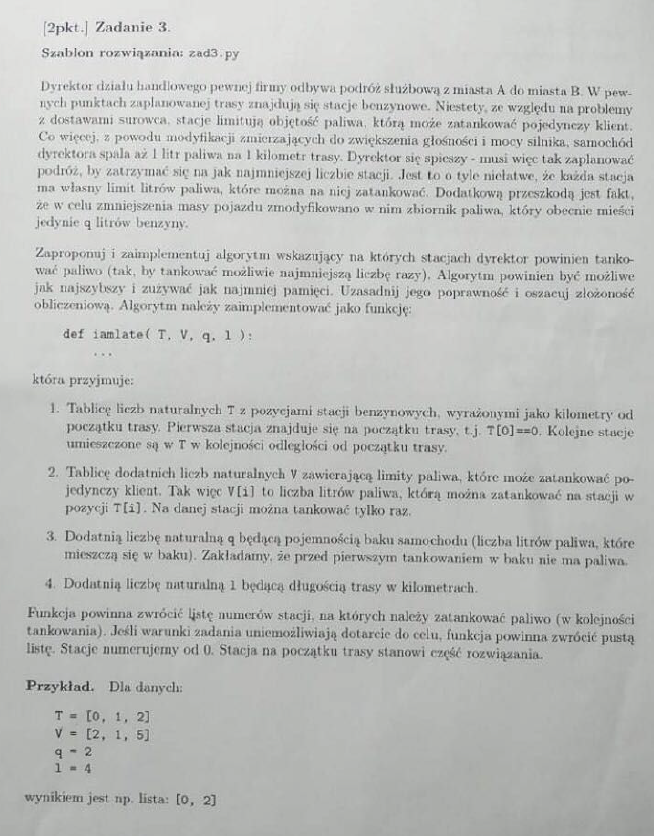 [2pkt.] Zadanie 3.
Szablon rozwiązania: zad3.py
Dyrektor działu handlowego pewnej firmy odbywa podróż służbową z miasta A do miasta B. W pew-
nych punktach zaplanowanej trasy znajdują się stacje benzynowe. Niestety, ze względu na problemy
z dostawami surowca, stacje limitują objętość paliwa, którą może zatankować pojedynczy klient.
Co więcej, z powodu modyfikacji zmierzających do zwiększenia głośności i mocy silnika, samochód
dyrektora spala aż 1 litr paliwa na 1 kilometr trasy. Dyrektor się spieszy - musi więc tak zaplanować
podróż, by zatrzymać się na jak najmniejszej liczbie stacji. Jest to o tyle niełatwe, że każda stacja
ma własny limit litrów paliwa, które można na niej zatankować. Dodatkową przeszkodą jest fakt,
że w celu zmniejszenia masy pojazdu zmodyfikowano w nim zbiornik paliwa, który obecnie mieści
jedynie q litrów benzyny.
Zaproponuj i zaimplementuj algorytm wskazujący na których stacjach dyrektor powinien tanko-
wać paliwo (tak, by tankować możliwie najmniejszą liczbę razy). Algorytm powinien być możliwe
jak najszybszy i zużywać jak najmniej pamięci. Uzasadnij jego poprawność i oszacuj złożoność
obliczeniową. Algorytm należy zaimplementować jako funkcję:
def iamlate( T, V, q, l ):
...
która przyjmuje:
1. Tablicę liczb naturalnych T z pozycjami stacji benzynowych, wyrażonymi jako kilometry od
początku trasy. Pierwsza stacja znajduje się na początku trasy, t.j. T[0]==0. Kolejne stacje
umieszczone są w T w kolejności odległości od początku trasy.
2. Tablicę dodatnich liczb naturalnych V zawierającą limity paliwa, które może zatankować po-
jedynczy klient. Tak więc V[i] to liczba litrów paliwa, którą można zatankować na stacji w
pozycji T[i]. Na danej stacji można tankować tylko raz.
3. Dodatnią liczbę naturalną q będącą pojemnością baku samochodu (liczba litrów paliwa, które
mieszczą się w baku). Zakładamy, że przed pierwszym tankowaniem w baku nie ma paliwa.
4. Dodatnią liczbę naturalną l będącą długością trasy w kilometrach.
Funkcja powinna zwrócić listę numerów stacji, na których należy zatankować paliwo (w kolejności
tankowania). Jeśli warunki zadania uniemożliwiają dotarcie do celu, funkcja powinna zwrócić pustą
listę. Stacje numerujemy od 0. Stacja na początku trasy stanowi część rozwiązania.
Przykład. Dla danych:
T = [0, 1, 2]
V = [2, 1, 5]
q = 2
l = 4
wynikiem jest np. lista: [0, 2]